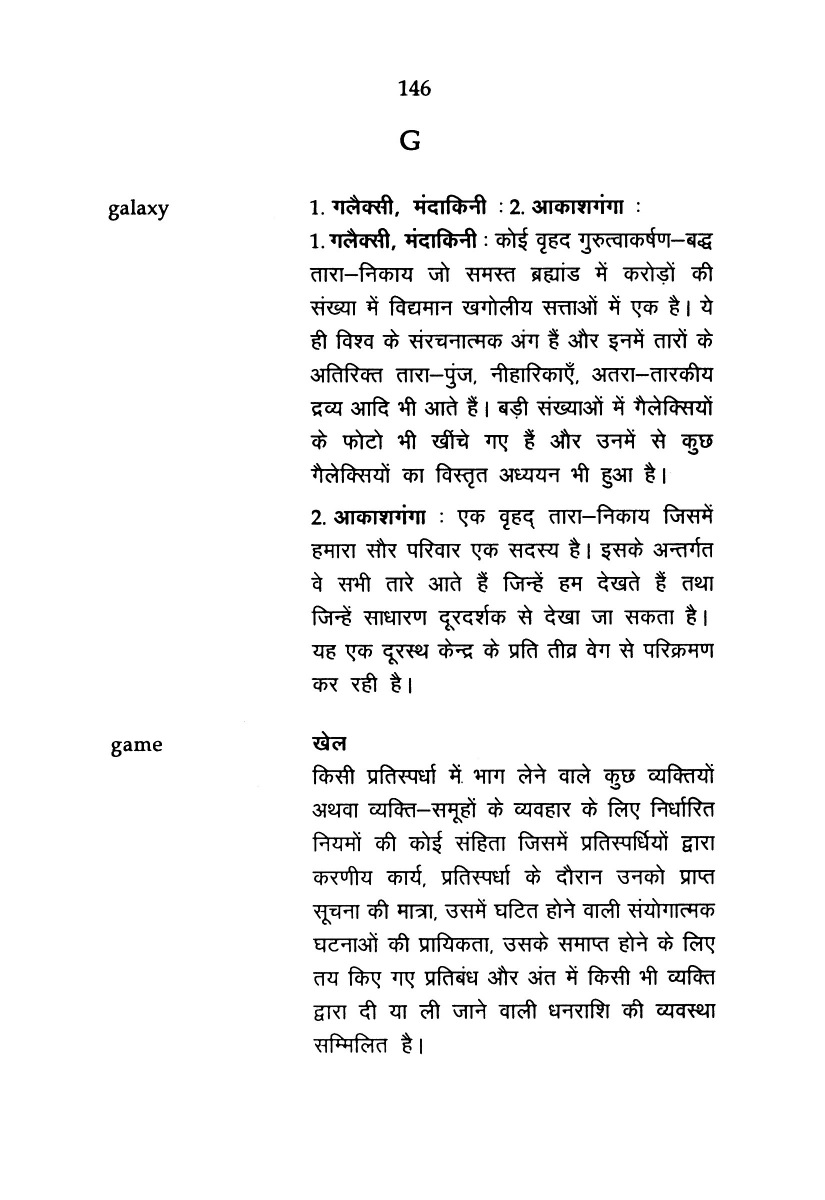 146
G
galaxy 1. गलैक्सी, मंदाकिनी : 2. आकाशगंगा :
1. गलैक्सी, मंदाकिनी : कोई वृहद गुरुत्वाकर्षण–बद्ध
तारा–निकाय जो समस्त ब्रह्मांड में करोड़ों की
संख्या में विद्यमान खगोलीय सत्ताओं में एक है। ये
ही विश्व के संरचनात्मक अंग हैं और इनमें तारों के
अतिरिक्त तारा–पुंज, नीहारिकाएँ, अतरा–तारकीय
द्रव्य आदि भी आते हैं। बड़ी संख्याओं में गैलेक्सियों
के फोटो भी खींचे गए हैं और उनमें से कुछ
गैलेक्सियों का विस्तृत अध्ययन भी हुआ है।
2. आकाशगंगा : एक वृहद् तारा–निकाय जिसमें
हमारा सौर परिवार एक सदस्य है। इसके अन्तर्गत
वे सभी तारे आते हैं जिन्हें हम देखते हैं तथा
जिन्हें साधारण दूरदर्शक से देखा जा सकता है।
यह एक दूरस्थ केन्द्र के प्रति तीव्र वेग से परिक्रमण
कर रही है।
game खेल
किसी प्रतिस्पर्धा में भाग लेने वाले कुछ व्यक्तियों
अथवा व्यक्ति–समूहों के व्यवहार के लिए निर्धारित
नियमों की कोई संहिता जिसमें प्रतिस्पर्धियों द्वारा
करणीय कार्य, प्रतिस्पर्धा के दौरान उनको प्राप्त
सूचना की मात्रा, उसमें घटित होने वाली संयोगात्मक
घटनाओं की प्रायिकता, उसके समाप्त होने के लिए
तय किए गए प्रतिबंध और अंत में किसी भी व्यक्ति
द्वारा दी या ली जाने वाली धनराशि की व्यवस्था
सम्मिलित है।